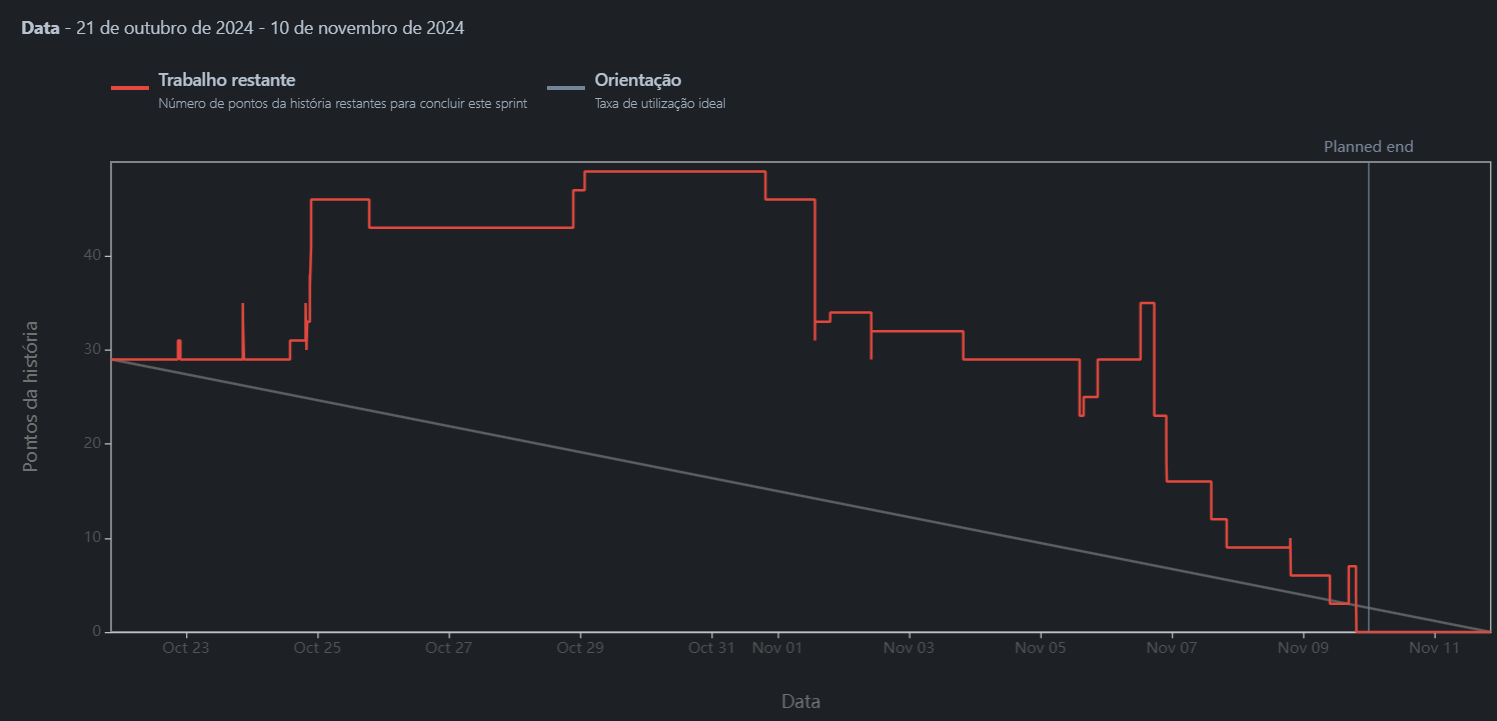 Data - 21 de outubro de 2024 - 10 de novembro de 2024
Trabalho restante
Número de pontos da história restantes para concluir este sprint
Orientação
Taxa de utilização ideal
Planned end
Pontos da história
40
30
20
10
0
Oct 23 Oct 25 Oct 27 Oct 29 Oct 31 Nov 01 Nov 03 Nov 05 Nov 07 Nov 09 Nov 11
Data